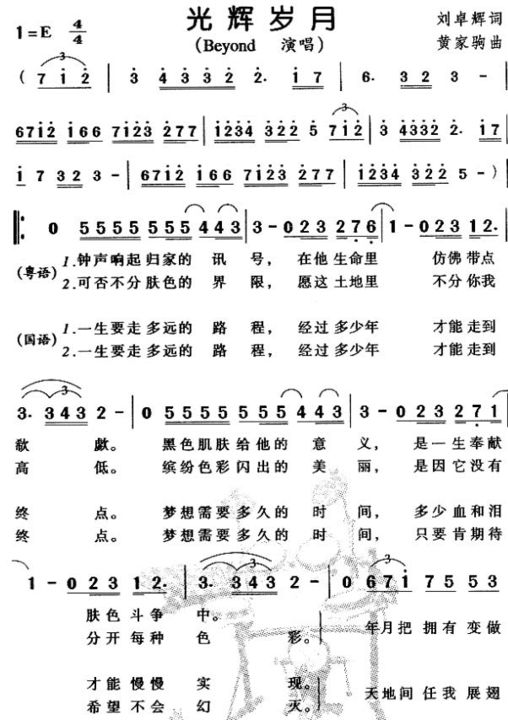 光辉岁月
1=E 4/4
(Beyond 演唱)
刘卓辉词
黄家驹曲
( 7 1 2 | 3 4 3 3 2 2. 1 7 | 6. 3 2 3 - |
6 7 1 2 1 6 6 7 1 2 3 2 7 7 | 1 2 3 4 3 2 2 5 7 1 2 | 3 4 3 3 2 2. 1 7 |
1 7 3 2 3 - | 6 7 1 2 1 6 6 7 1 2 3 2 7 7 | 1 2 3 4 3 2 2 5 - ) |
0 5 5 5 5 5 5 5 4 4 3 | 3 - 0 2 3 2 7 6 | 1 - 0 2 3 1 2. |
(粤语) 1.钟声响起归家的 讯 号， 在他生命里 仿佛带点
2.可否不分肤色的 界 限， 愿这土地里 不分你我
(国语) 1.一生要走多远的 路 程， 经过多少年 才能走到
2.一生要走多远的 路 程， 经过多少年 才能走到
3. 3 4 3 2 - | 0 5 5 5 5 5 5 5 4 4 3 | 3 - 0 2 3 2 7 1 |
欷 歔。 黑色肌肤给他的 意 义， 是一生奉献
高 低。 缤纷色彩闪出的 美 丽， 是因它没有
终 点。 梦想需要多久的 时 间， 多少血和泪
终 点。 梦想需要多久的 时 间， 只要肯期待
1 - 0 2 3 1 2. | 3. 3 4 3 2 - | 0 6 7 1 7 5 5 3 |
肤色斗争 中。
分开每种 色 彩。
年月把 拥有 变做
才能慢慢 实 现。
希望不会 幻 灭。
天地间 任我 展翅